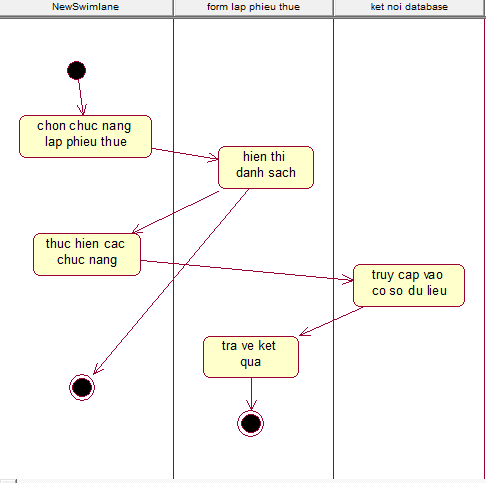 NewSwimlane
form lap phieu thue
ket noi database
chon chuc nang
lap phieu thue
hien thi
danh sach
thuc hien cac
chuc nang
truy cap vao
co so du lieu
tra ve ket
qua